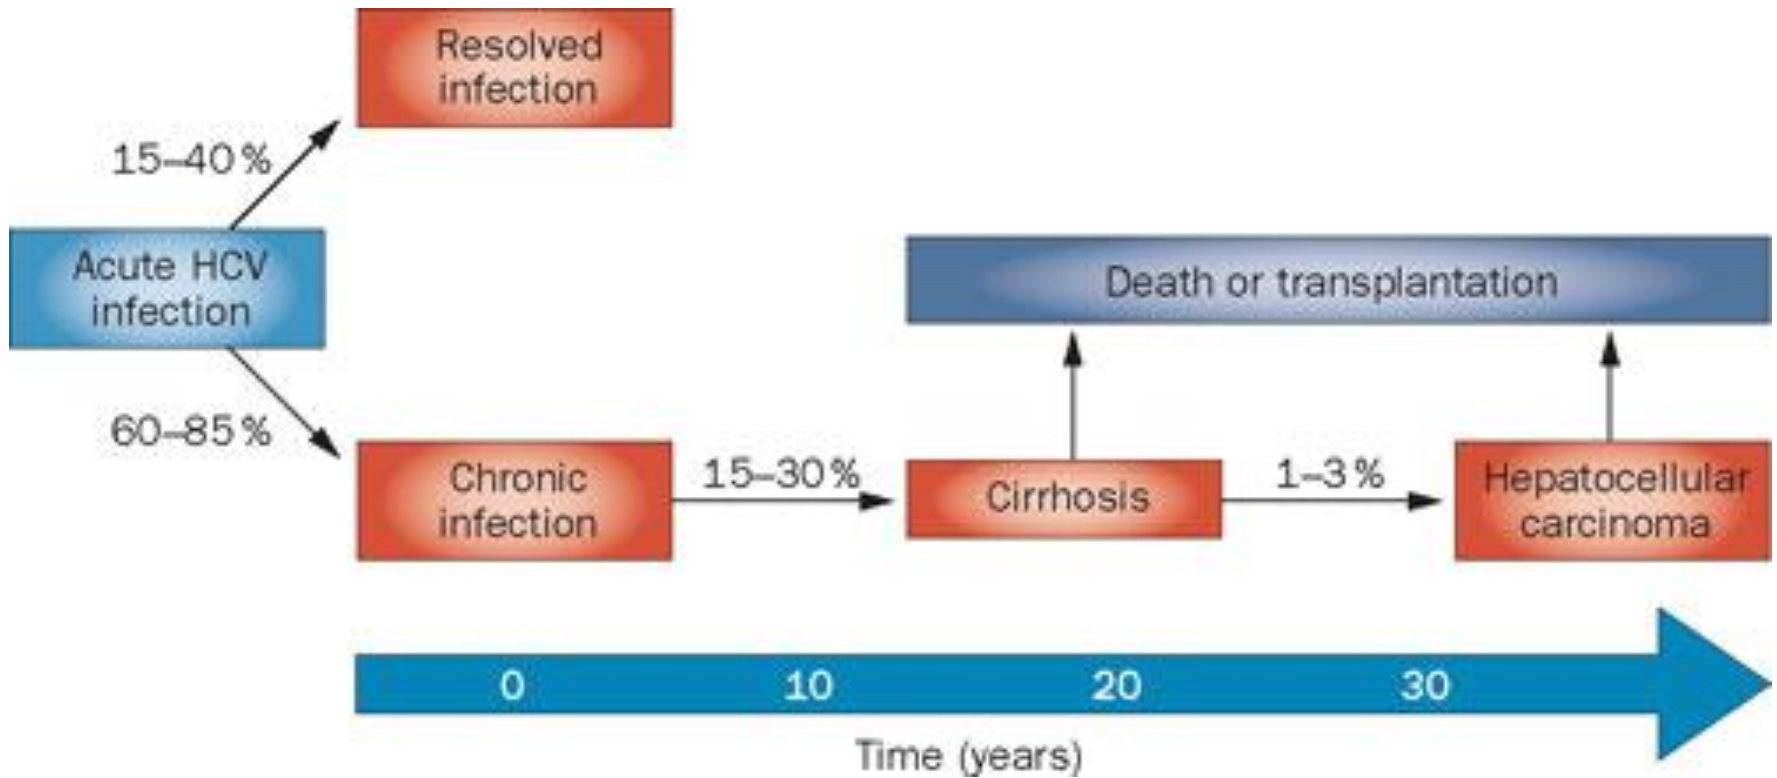 Resolved
infection
15–40 %
Acute HCV
infection
Death or transplantation
60–85 %
Chronic
infection
15–30 %
Cirrhosis
1–3 %
Hepatocellular
carcinoma
0 10 20 30
Time (years)